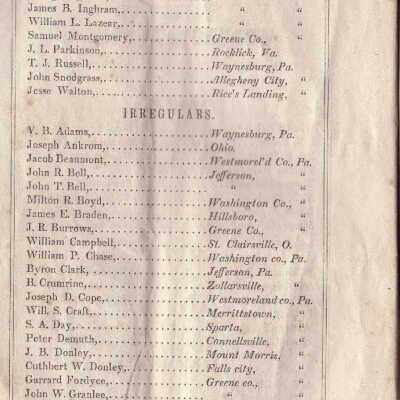 James B. Inghram, " "
William L. Lazear, " "
Samuel Montgomery, Greene Co., "
J. L. Parkinson, Rocklick, Va.
T. J. Russell, Waynesburg, Pa.
John Snodgrass, Allegheny City, "
Jesse Walton, Rice's Landing, "
IRREGULARS.
V. B. Adams, Waynesburg, Pa.
Joseph Ankrom, Ohio.
Jacob Beaumont, Westmorel'd Co., Pa.
John R. Bell, Jefferson, "
John T. Bell, " "
Milton R. Boyd, Washington Co., "
James E. Braden, Hillsboro, "
J. R. Burrows, Greene Co., "
William Campbell, St. Clairsville, O.
William P. Chase, Washington co., Pa.
Byron Clark, Jefferson, Pa.
B. Crumrine, Zollarsville, "
Joseph D. Cope, Westmoreland co., Pa.
Will. S. Craft, Merrittstown, "
S. A. Day, Sparta, "
Peter Demuth, Cannellsville, "
J. B. Donley, Mount Morris, "
Cuthbert W. Donley, Falls city, "
Garrard Fordyce, Greene co., "
John W. Granlee, " "